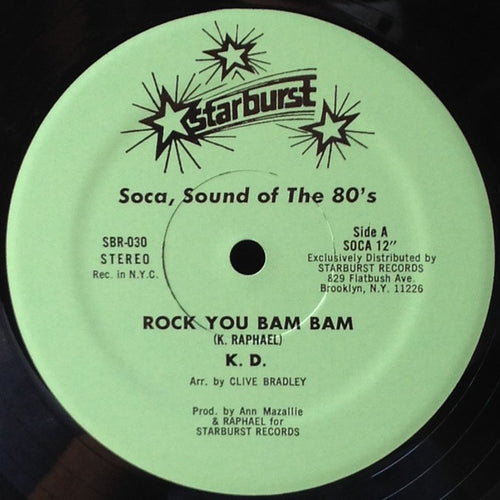 starburst
Soca, Sound of The 80's
SBR-030
STEREO
Rec. in N.Y.C.
Side A
SOCA 12"
Exclusively Distributed by
STARBURST RECORDS
829 Flatbush Ave.
Brooklyn, N.Y. 11226
ROCK YOU BAM BAM
(K. RAPHAEL)
K. D.
Arr. by CLIVE BRADLEY
Prod. by Ann Mazallie
& RAPHAEL for
STARBURST RECORDS